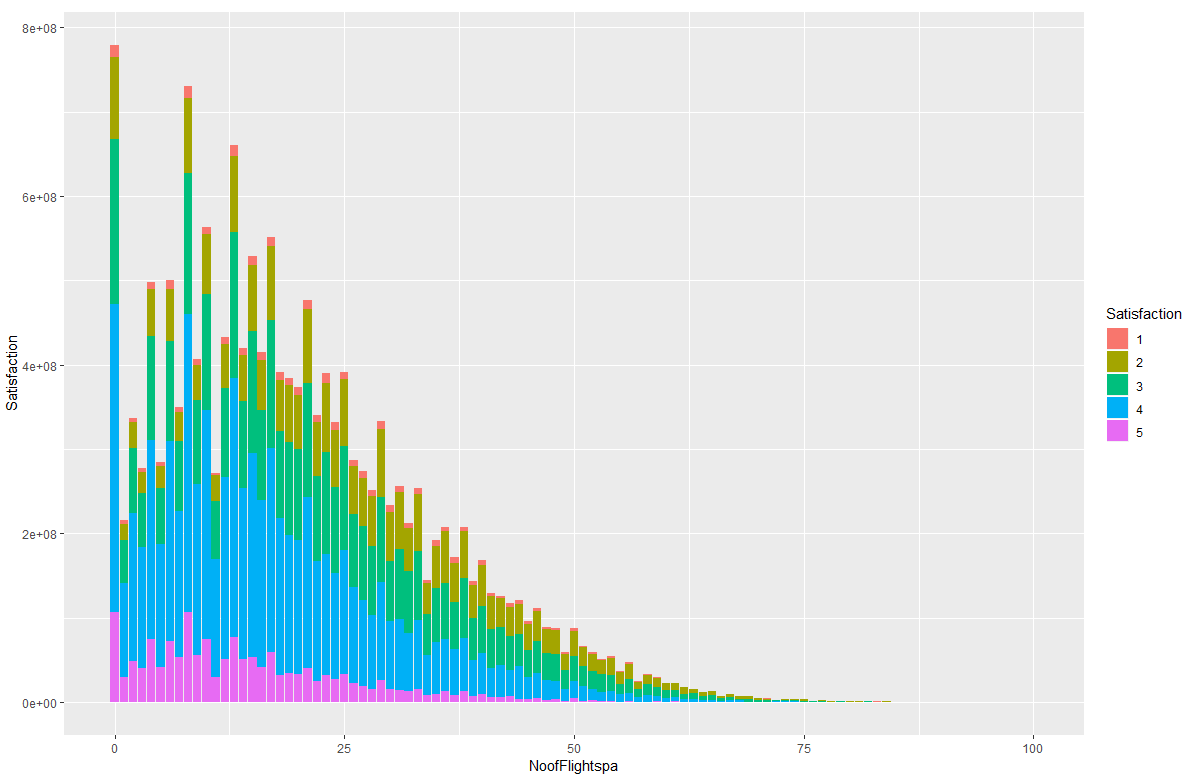 8e+08
6e+08
4e+08
2e+08
0e+00
Satisfaction
0 25 50 75 100
NoofFlightspa
Satisfaction
1
2
3
4
5